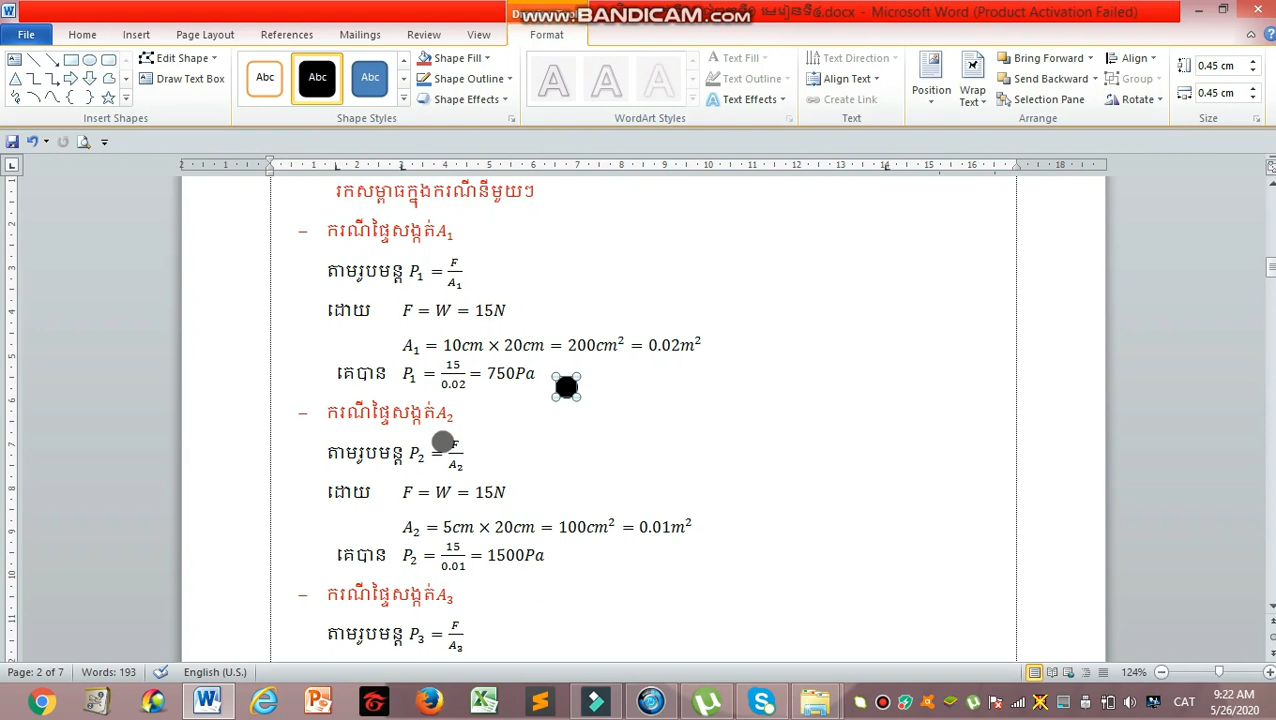 www.BANDICAM.com
.docx - Microsoft Word (Product Activation Failed)
File Home Insert Page Layout References Mailings Review View Format
Edit Shape Shape Fill Text Fill Text Direction Bring Forward Align 0.45 cm
Abc Abc Abc
Draw Text Box Shape Outline Text Outline Align Text Position Wrap Text Send Backward Group 0.45 cm
Shape Effects Text Effects Create Link Selection Pane Rotate
Insert Shapes Shape Styles WordArt Styles Text Arrange Size
រកសម្ពាធក្នុងករណីនីមួយៗ
– ករណីផ្ទៃសង្កត់A₁
តាមរូបមន្ត P₁ = F/A₁
ដោយ F = W = 15N
A₁ = 10cm × 20cm = 200cm² = 0.02m²
គេបាន P₁ = 15/0.02 = 750Pa
– ករណីផ្ទៃសង្កត់A₂
តាមរូបមន្ត P₂ = F/A₂
ដោយ F = W = 15N
A₂ = 5cm × 20cm = 100cm² = 0.01m²
គេបាន P₂ = 15/0.01 = 1500Pa
– ករណីផ្ទៃសង្កត់A₃
តាមរូបមន្ត P₃ = F/A₃
Page: 2 of 7 Words: 193 English (U.S.) 124%
9:22 AM
CAT
5/26/2020